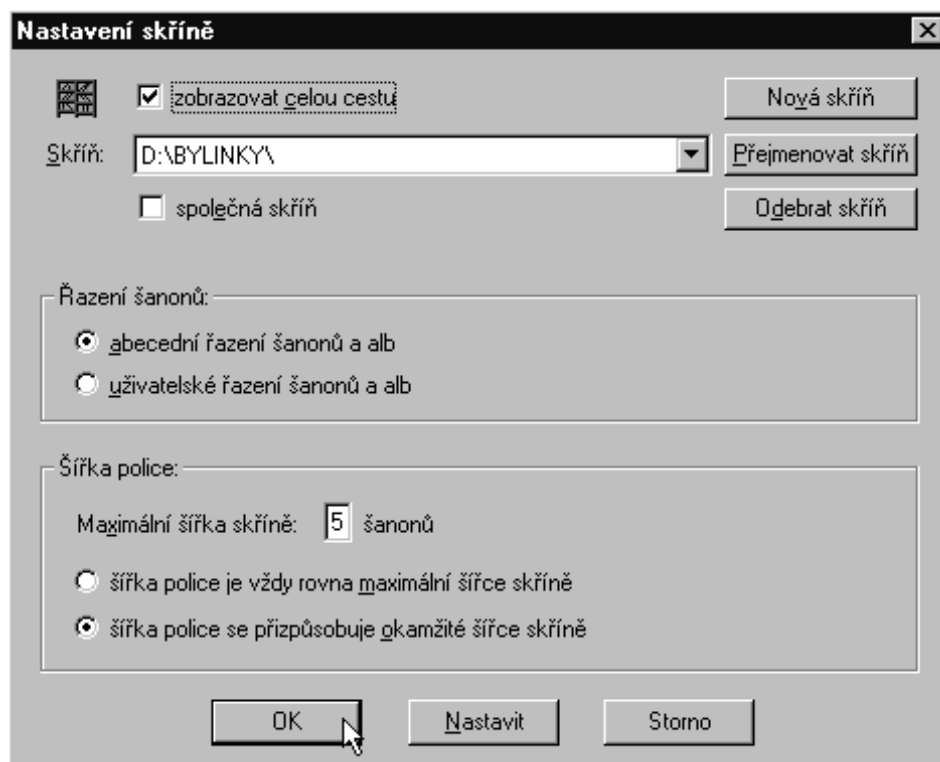 Nastavení skříně
zobrazovat celou cestu
Nová skříň
Skříň:
D:\BYLINKY\
Přejmenovat skříň
společná skříň
Odebrat skříň
Řazení šanonů:
abecední řazení šanonů a alb
uživatelské řazení šanonů a alb
Šířka police:
Maximální šířka skříně: 5 šanonů
šířka police je vždy rovna maximální šířce skříně
šířka police se přizpůsobuje okamžité šířce skříně
OK
Nastavit
Storno